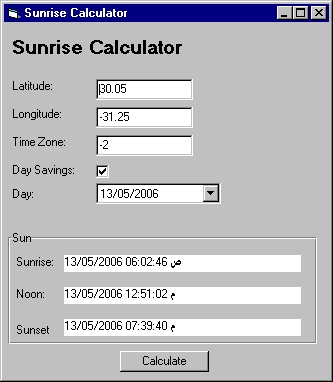 Sunrise Calculator
Sunrise Calculator
Latitude: 30.05
Longitude: -31.25
Time Zone: -2
Day Savings:
Day: 13/05/2006
Sun
Sunrise: 13/05/2006 06:02:46 ص
Noon: 13/05/2006 12:51:02 م
Sunset 13/05/2006 07:39:40 م
Calculate